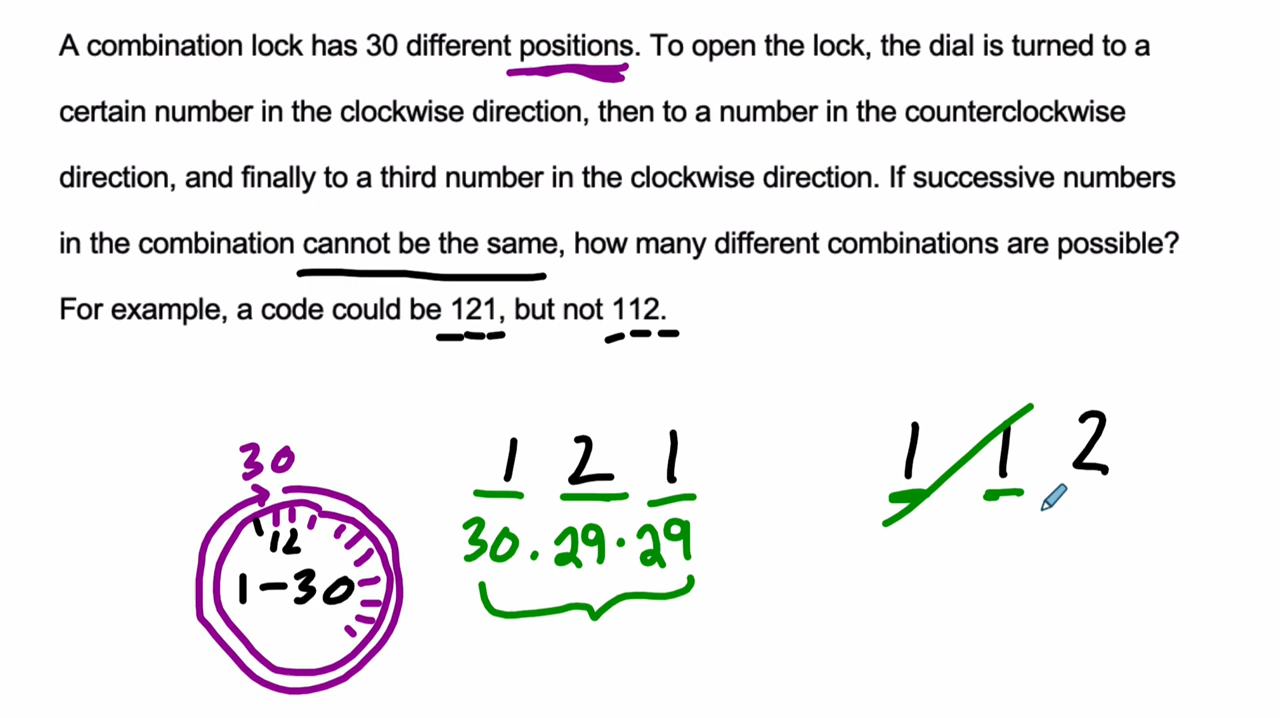 A combination lock has 30 different positions. To open the lock, the dial is turned to a
certain number in the clockwise direction, then to a number in the counterclockwise
direction, and finally to a third number in the clockwise direction. If successive numbers
in the combination cannot be the same, how many different combinations are possible?
For example, a code could be 121, but not 112.
30
12
1-30
1 2 1
30.29.29
1 1 2